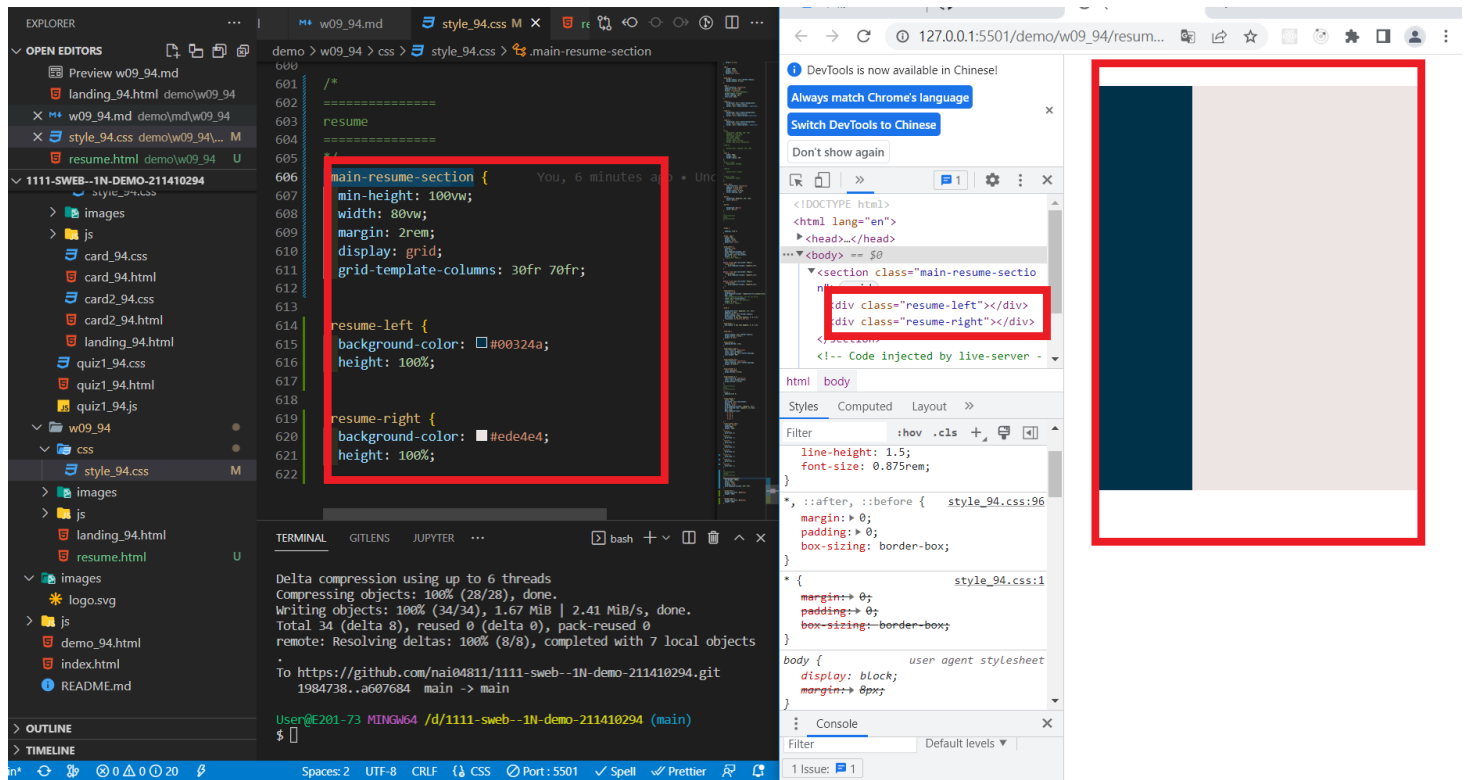 EXPLORER
OPEN EDITORS
Preview w09_94.md
landing_94.html demo\w09_94
w09_94.md demo\md\w09_94
style_94.css demo\w09_94\... M
resume.html demo\w09_94 U
1111-SWEB--1N-DEMO-211410294
style_94.css
images
js
card_94.css
card_94.html
card2_94.css
card2_94.html
landing_94.html
quiz1_94.css
quiz1_94.html
quiz1_94.js
w09_94
css
style_94.css M
images
js
landing_94.html
resume.html U
images
logo.svg
js
demo_94.html
index.html
README.md
OUTLINE
TIMELINE
w09_94.md style_94.css M re
demo > w09_94 > css > style_94.css > .main-resume-section
600
601 /*
602 ===============
603 resume
604 ===============
605 */
606 main-resume-section { You, 6 minutes ago • Unc
607 min-height: 100vw;
608 width: 80vw;
609 margin: 2rem;
610 display: grid;
611 grid-template-columns: 30fr 70fr;
612
613
614 resume-left {
615 background-color: #00324a;
616 height: 100%;
617
618
619 resume-right {
620 background-color: #ede4e4;
621 height: 100%;
622
TERMINAL GITLENS JUPYTER ... bash
Delta compression using up to 6 threads
Compressing objects: 100% (28/28), done.
Writing objects: 100% (34/34), 1.67 MiB | 2.41 MiB/s, done.
Total 34 (delta 8), reused 0 (delta 0), pack-reused 0
remote: Resolving deltas: 100% (8/8), completed with 7 local objects
.
To https://github.com/nai04811/1111-sweb--1N-demo-211410294.git
1984738..a607684 main -> main
User@E201-73 MINGW64 /d/1111-sweb--1N-demo-211410294 (main)
$
in* 0 0 20 Spaces: 2 UTF-8 CRLF CSS Port : 5501 Spell Prettier
127.0.0.1:5501/demo/w09_94/resum...
DevTools is now available in Chinese!
Always match Chrome's language
Switch DevTools to Chinese
Don't show again
1
<!DOCTYPE html>
<html lang="en">
<head>…</head>
<body> == $0
<section class="main-resume-sectio
n">
<div class="resume-left"></div>
<div class="resume-right"></div>
</section>
<!-- Code injected by live-server -
html body
Styles Computed Layout
Filter :hov .cls
line-height: 1.5;
font-size: 0.875rem;
}
*, ::after, ::before { style_94.css:96
margin: 0;
padding: 0;
box-sizing: border-box;
}
* { style_94.css:1
margin: 0;
padding: 0;
box-sizing: border-box;
}
body { user agent stylesheet
display: block;
margin: 8px;
}
Console
Filter Default levels ▼
1 Issue: 1